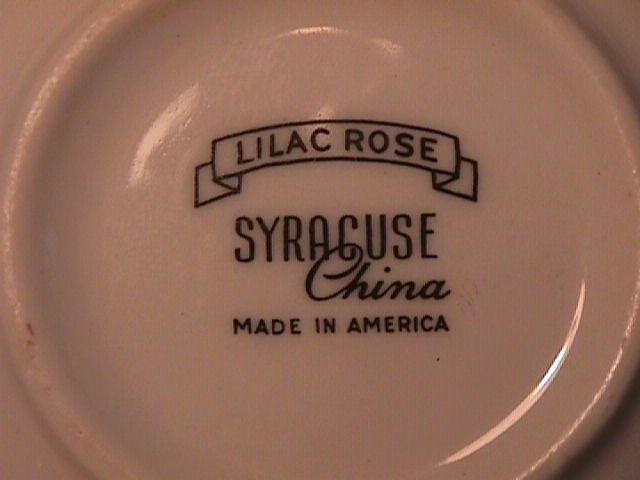 LILAC ROSE
SYRACUSE
China
MADE IN AMERICA